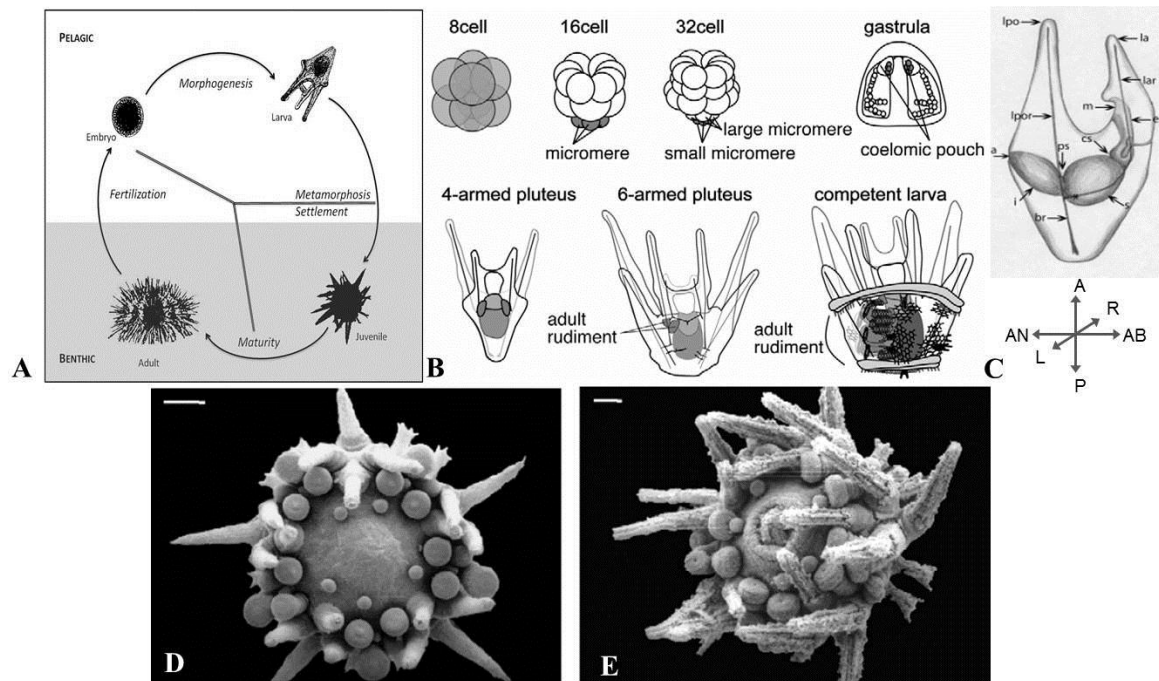 PELAGIC
Morphogenesis
Embryo
Larva
Fertilization
Metamorphosis
Settlement
Maturity
Juvenile
Adult
BENTHIC
A
8cell
16cell
32cell
gastrula
micromere
large micromere
small micromere
coelomic pouch
4-armed pluteus
6-armed pluteus
competent larva
adult
rudiment
adult
rudiment
B
lpo
la
lar
m
e
lpor
cs
ps
a
i
s
br
A
R
AN
AB
L
P
C
D
E